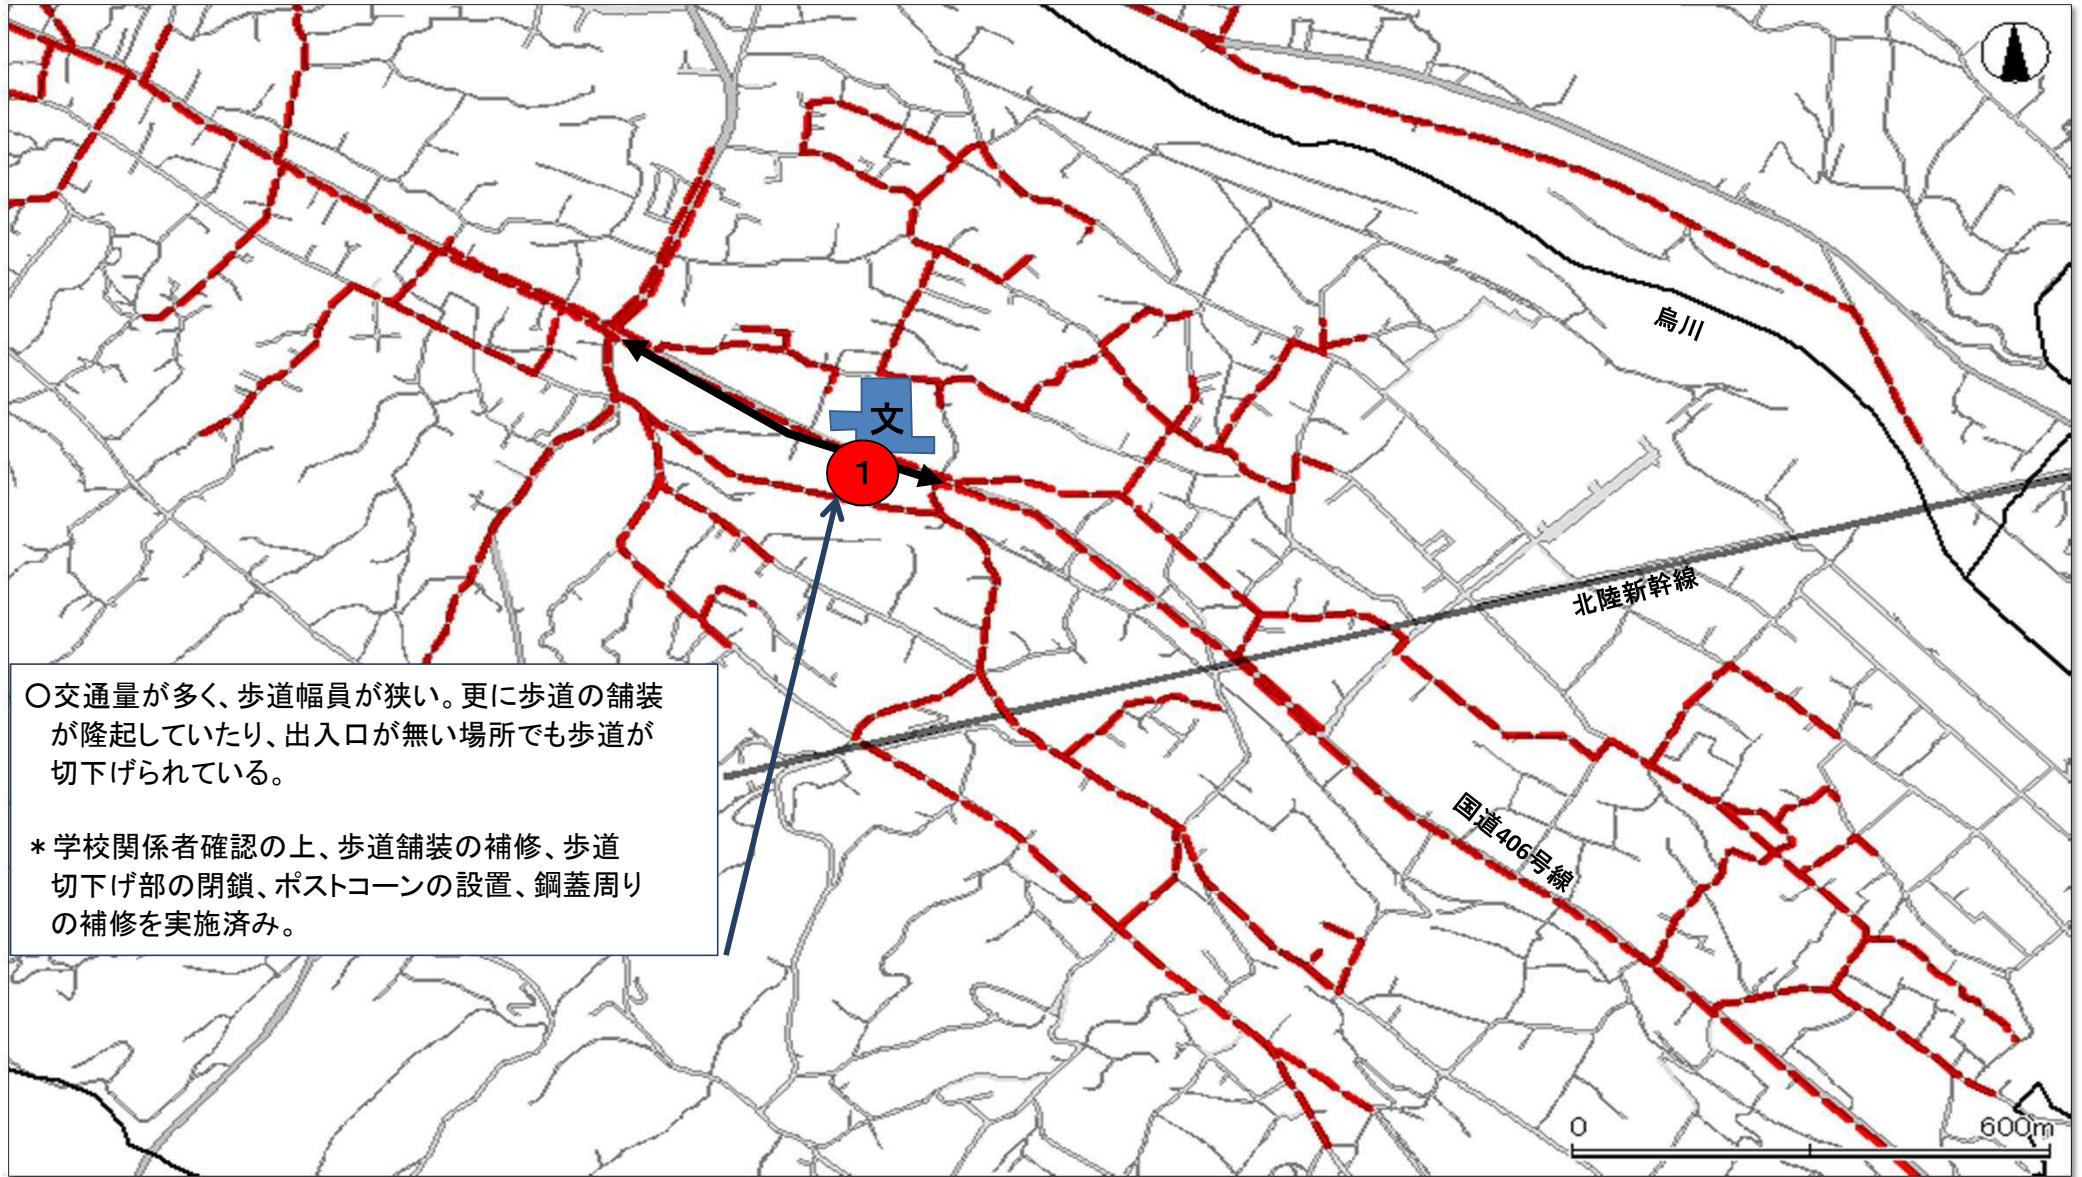 烏川
文
1
北陸新幹線
○交通量が多く、歩道幅員が狭い。更に歩道の舗装
が隆起していたり、出入口が無い場所でも歩道が
切下げられている。
*学校関係者確認の上、歩道舗装の補修、歩道
切下げ部の閉鎖、ポストコーンの設置、鋼蓋周り
の補修を実施済み。
国道406号線
0 600m